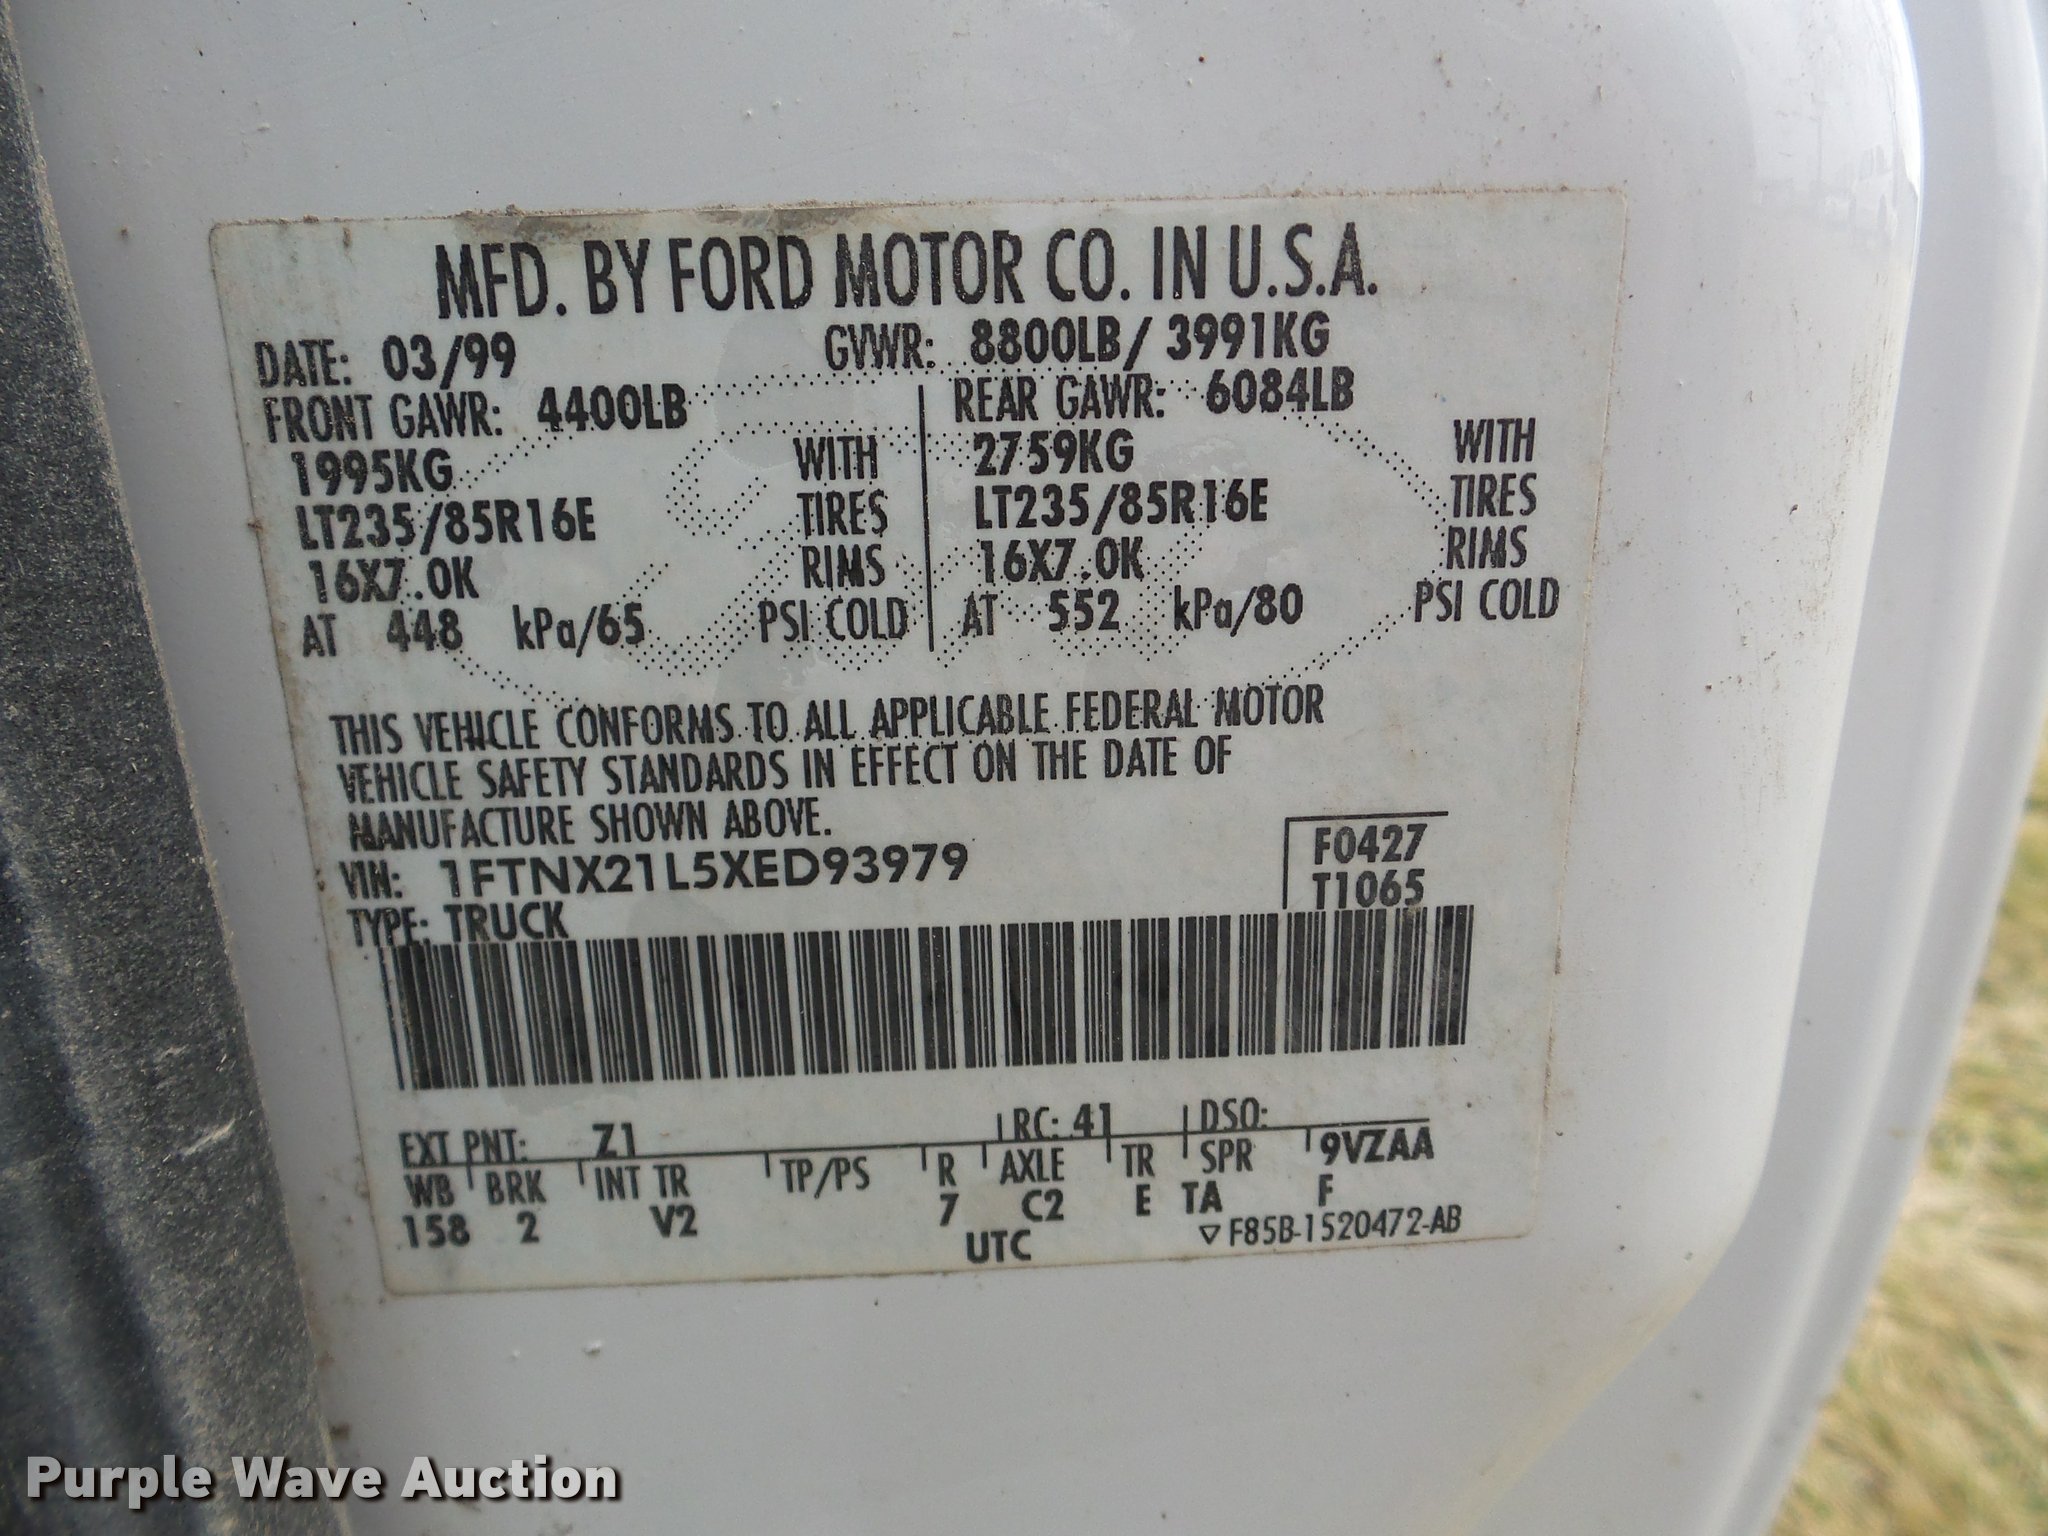 MFD. BY FORD MOTOR CO. IN U.S.A.
DATE: 03/99 GVWR: 8800LB/ 3991KG
FRONT GAWR: 4400LB REAR GAWR: 6084LB
1995KG WITH 2759KG WITH
LT235/85R16E TIRES LT235/85R16E TIRES
16X7.0K RIMS 16X7.0K RIMS
AT 448 kPa/65 PSI COLD AT 552 kPa/80 PSI COLD
THIS VEHICLE CONFORMS TO ALL APPLICABLE FEDERAL MOTOR
VEHICLE SAFETY STANDARDS IN EFFECT ON THE DATE OF
MANUFACTURE SHOWN ABOVE.
VIN: 1FTNX21L5XED93979
TYPE: TRUCK
F0427
T1065
EXT PNT: Z1 RC: 41 DSO:
WB BRK INT TR TP/PS R AXLE TR SPR 9VZAA
158 2 V2 7 C2 E TA F
UTC ▽ F85B-1520472-AB
Purple Wave Auction